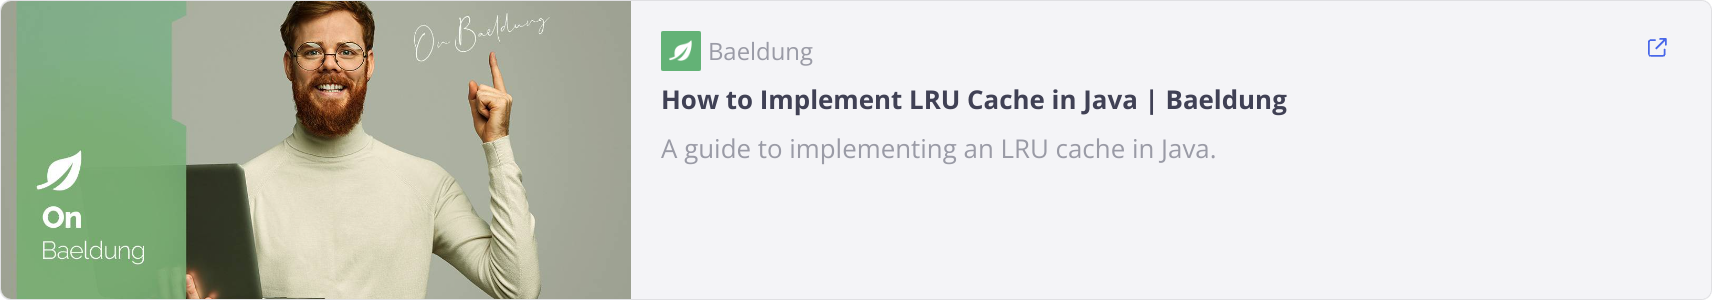 On Baeldung
On
Baeldung
Baeldung
How to Implement LRU Cache in Java | Baeldung
A guide to implementing an LRU cache in Java.